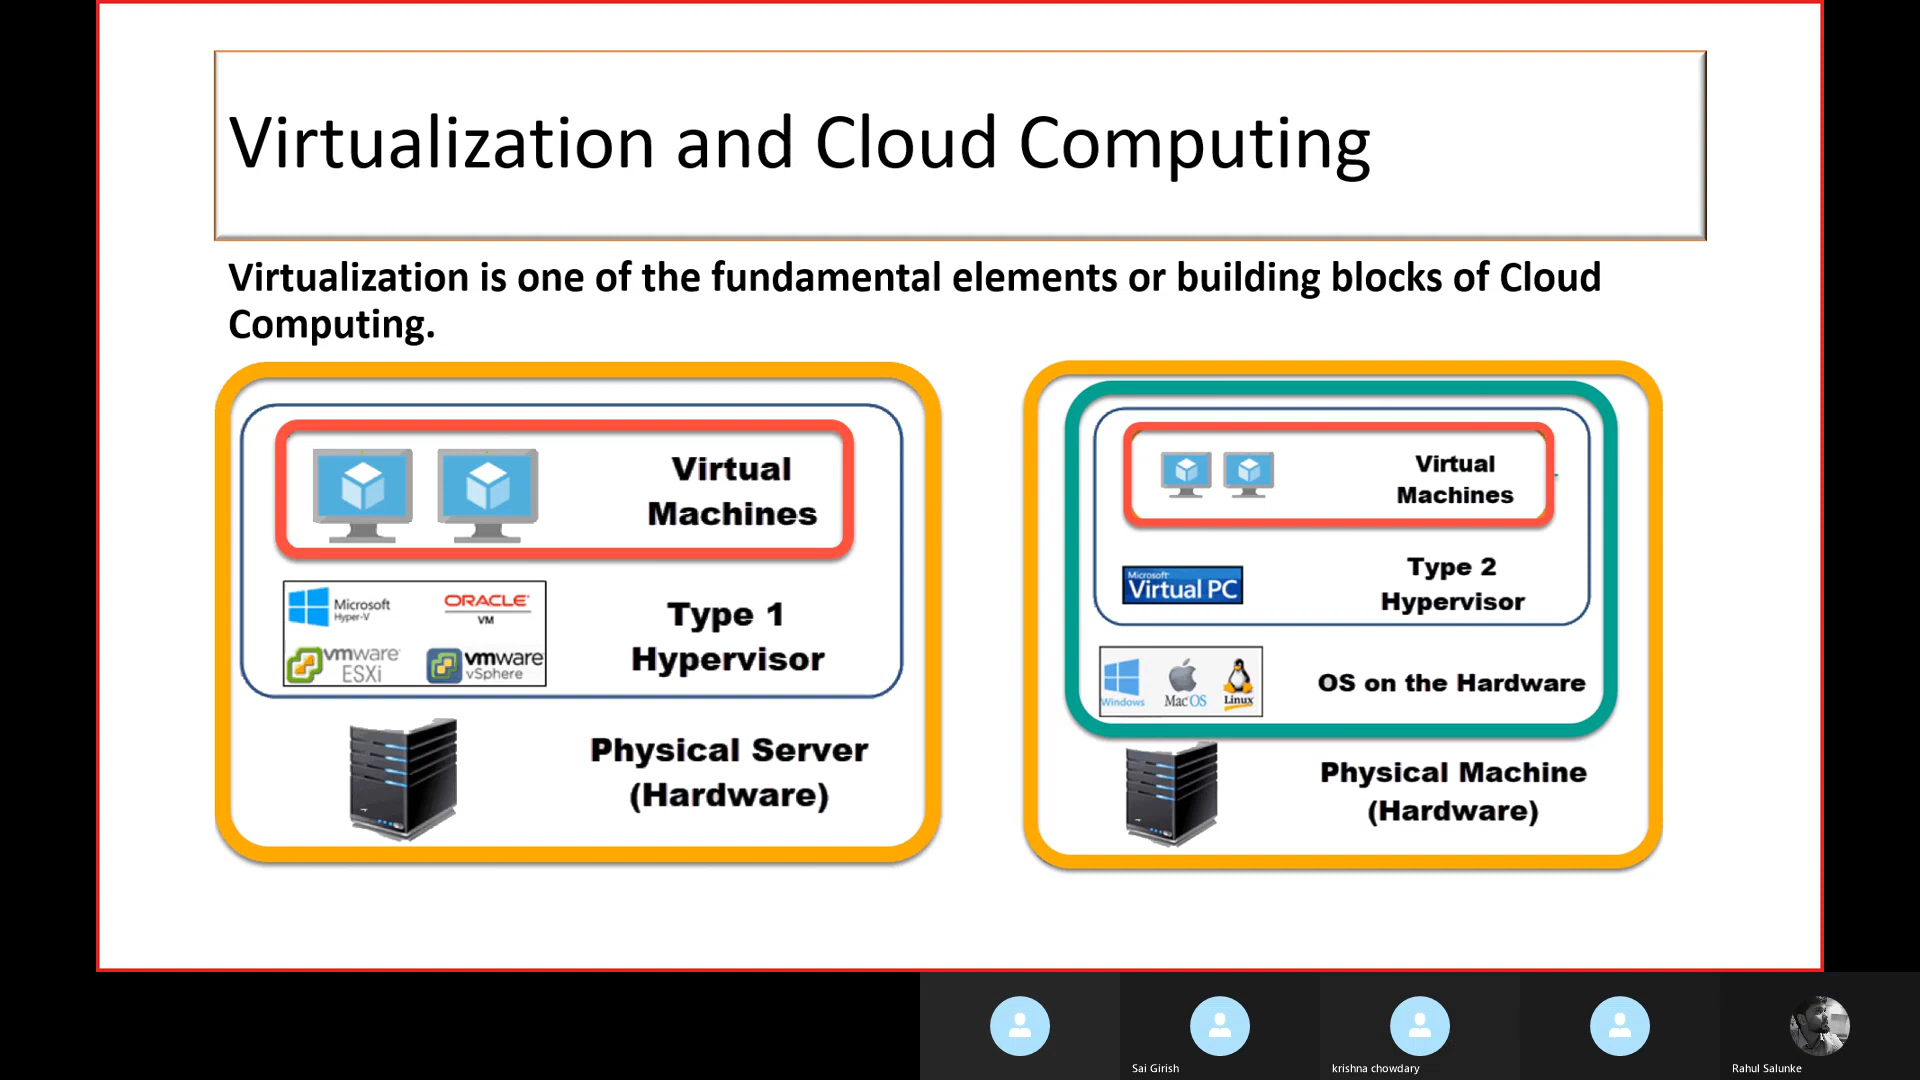 Virtualization and Cloud Computing
Virtualization is one of the fundamental elements or building blocks of Cloud
Computing.
Virtual
Machines
Microsoft
Hyper-V
ORACLE
VM
vmware
ESXi
vmware
vSphere
Type 1
Hypervisor
Physical Server
(Hardware)
Virtual
Machines
Microsoft
Virtual PC
Type 2
Hypervisor
Windows
Mac OS
Linux
OS on the Hardware
Physical Machine
(Hardware)
Sai Girish
krishna chowdary
Rahul Salunke